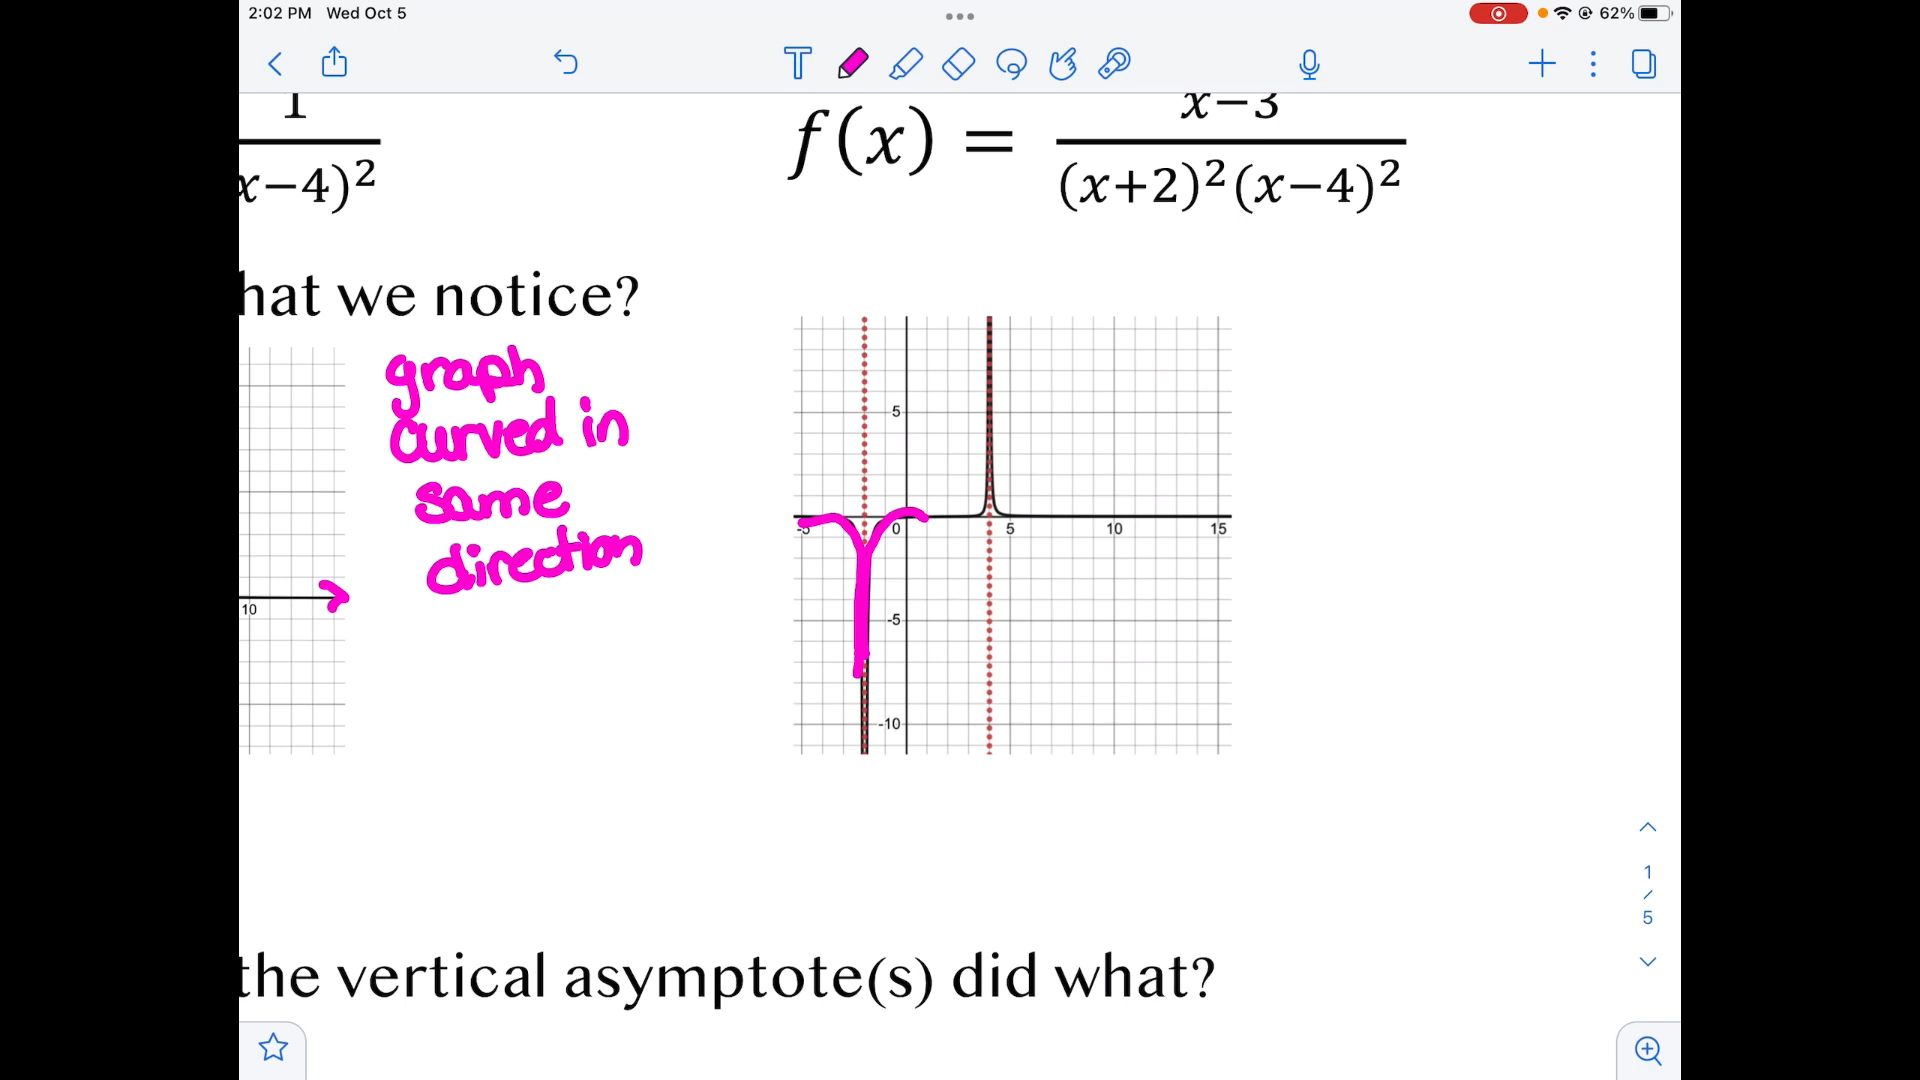 2:02 PM Wed Oct 5
62%
T
1
x−4)²
f(x) = x−3
(x+2)²(x−4)²
hat we notice?
graph
curved in
same
direction
10
5
-5
0
5
10
15
-5
-10
1
/
5
the vertical asymptote(s) did what?